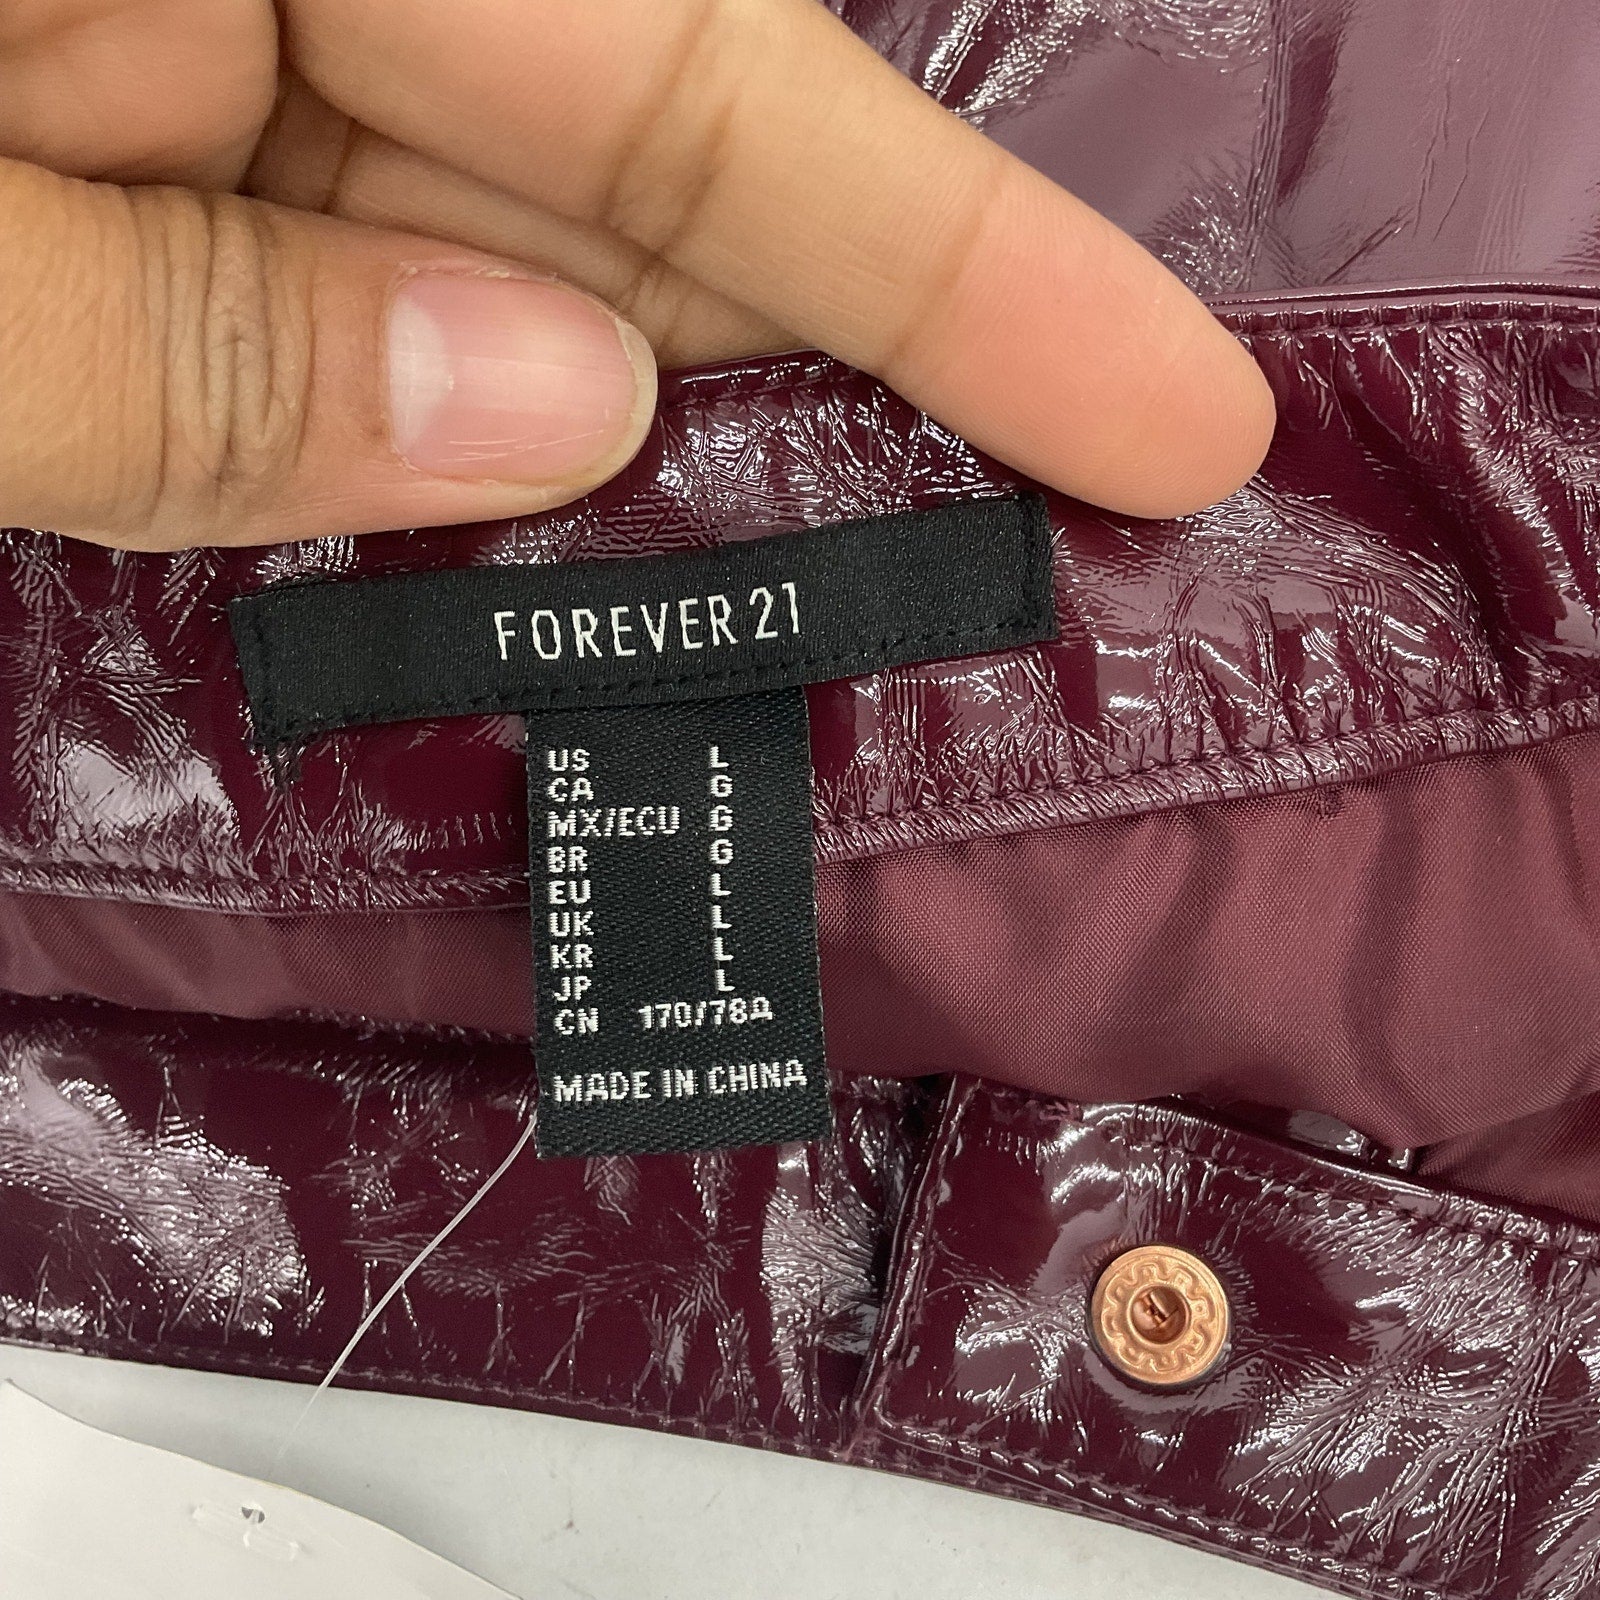 FOREVER 21
US L
CA G
MX/ECU G
BR G
EU L
UK L
KR L
JP L
CN 170/78A
MADE IN CHINA